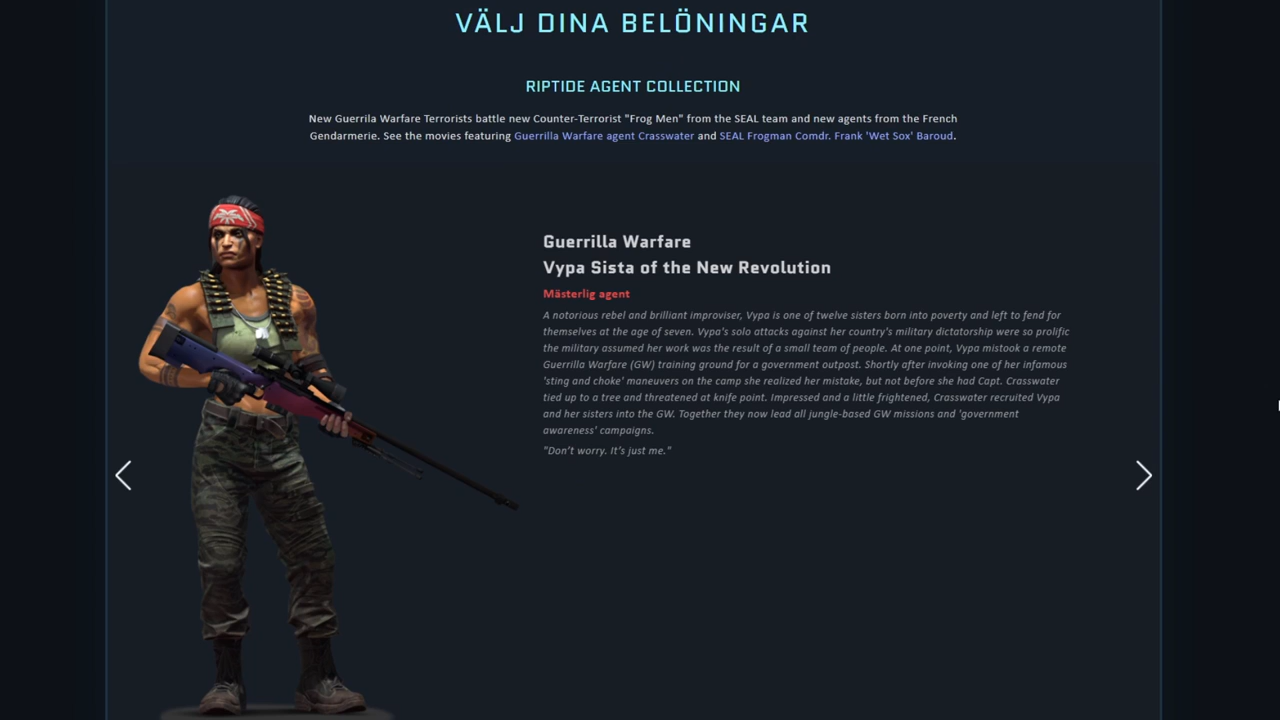 VÄLJ DINA BELÖNINGAR
RIPTIDE AGENT COLLECTION
New Guerrila Warfare Terrorists battle new Counter-Terrorist "Frog Men" from the SEAL team and new agents from the French
Gendarmerie. See the movies featuring Guerrilla Warfare agent Crasswater and SEAL Frogman Comdr. Frank 'Wet Sox' Baroud.
Guerrilla Warfare
Vypa Sista of the New Revolution
Mästerlig agent
A notorious rebel and brilliant improviser, Vypa is one of twelve sisters born into poverty and left to fend for
themselves at the age of seven. Vypa's solo attacks against her country's military dictatorship were so prolific
the military assumed her work was the result of a small team of people. At one point, Vypa mistook a remote
Guerrilla Warfare (GW) training ground for a government outpost. Shortly after invoking one of her infamous
'sting and choke' maneuvers on the camp she realized her mistake, but not before she had Capt. Crasswater
tied up to a tree and threatened at knife point. Impressed and a little frightened, Crasswater recruited Vypa
and her sisters into the GW. Together they now lead all jungle-based GW missions and 'government
awareness' campaigns.
"Don’t worry. It’s just me."